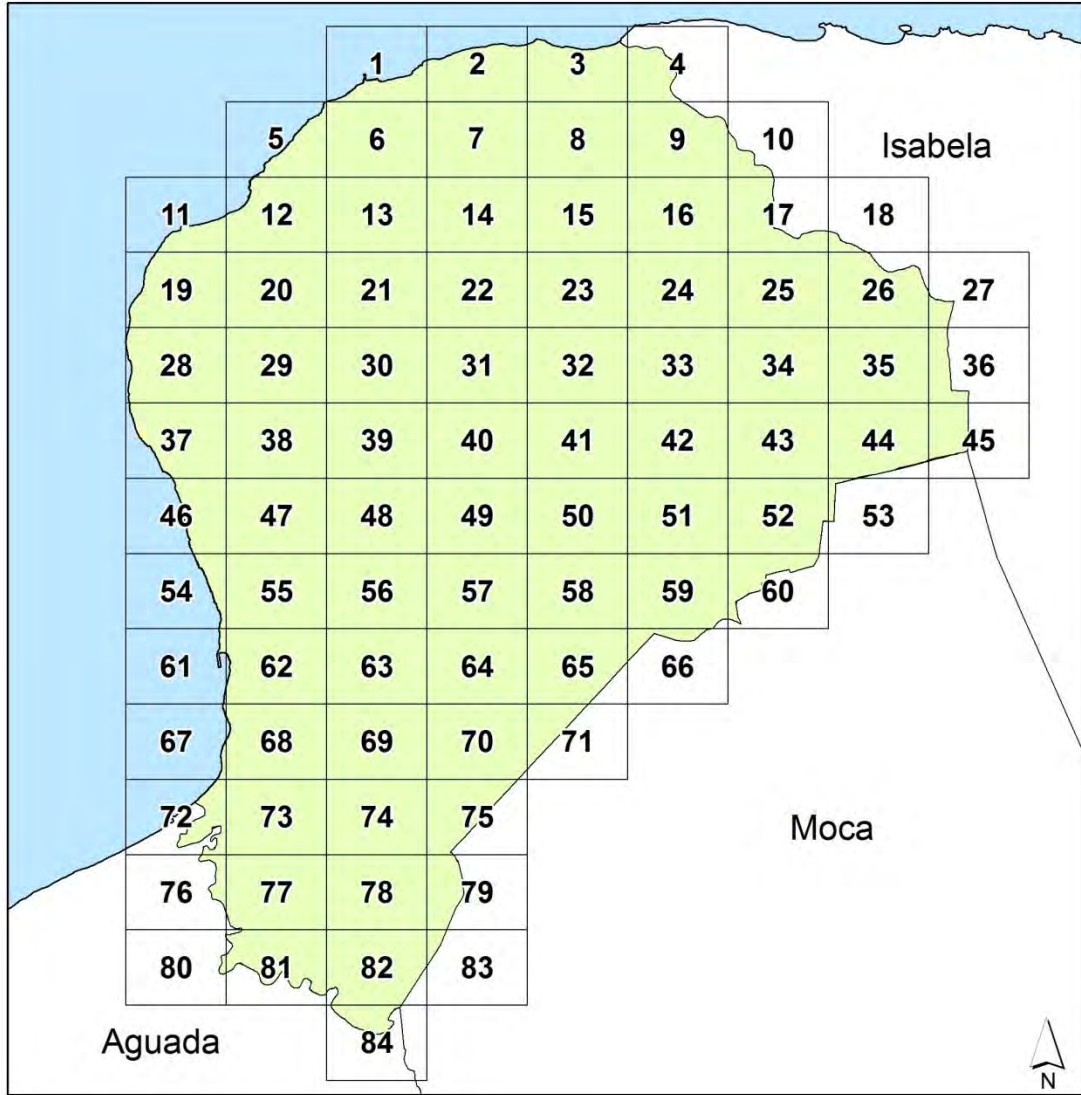 1 2 3 4
5 6 7 8 9 10
Isabela
11 12 13 14 15 16 17 18
19 20 21 22 23 24 25 26 27
28 29 30 31 32 33 34 35 36
37 38 39 40 41 42 43 44 45
46 47 48 49 50 51 52 53
54 55 56 57 58 59 60
61 62 63 64 65 66
67 68 69 70 71
72 73 74 75
Moca
76 77 78 79
80 81 82 83
Aguada
84
N